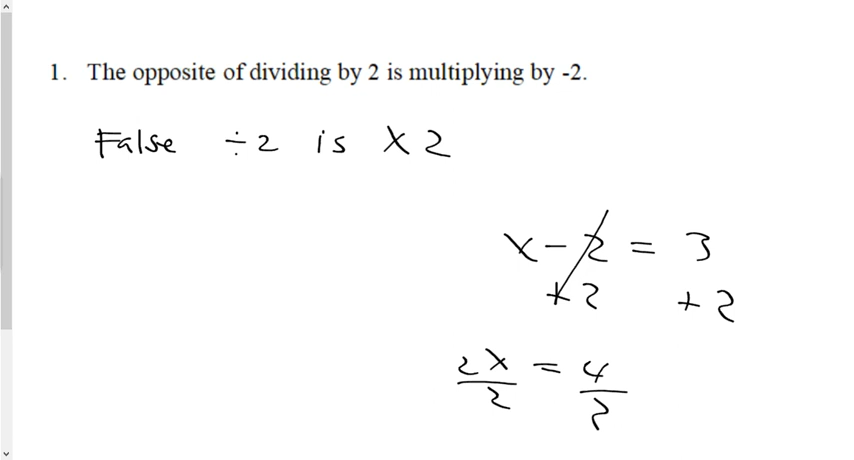 1. The opposite of dividing by 2 is multiplying by -2.
False ÷2 is ×2
x - 2 = 3
+2 +2
2x/2 = 4/2